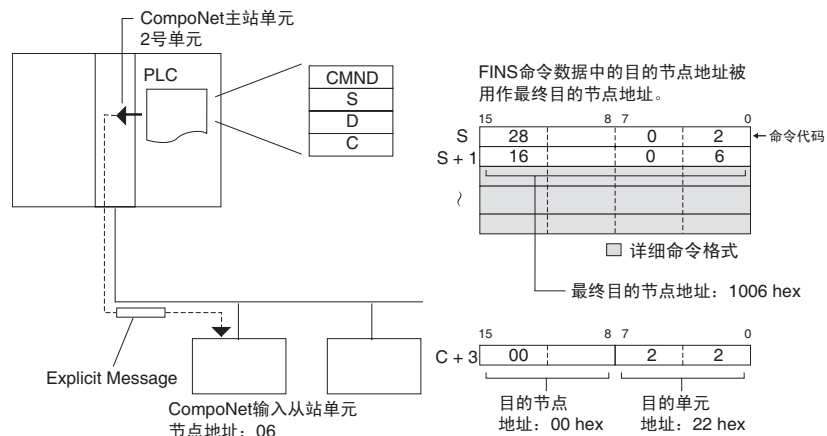 CompoNet主站单元
2号单元
PLC
CMND
S
D
C
Explicit Message
CompoNet输入从站单元
节点地址：06
FINS命令数据中的目的节点地址被
用作最终目的节点地址。
15 8 7 0
S 28 0 2 命令代码
S + 1 16 0 6
~
详细命令格式
最终目的节点地址：1006 hex
15 8 7 0
C + 3 00 2 2
目的节点
地址：00 hex
目的单元
地址：22 hex